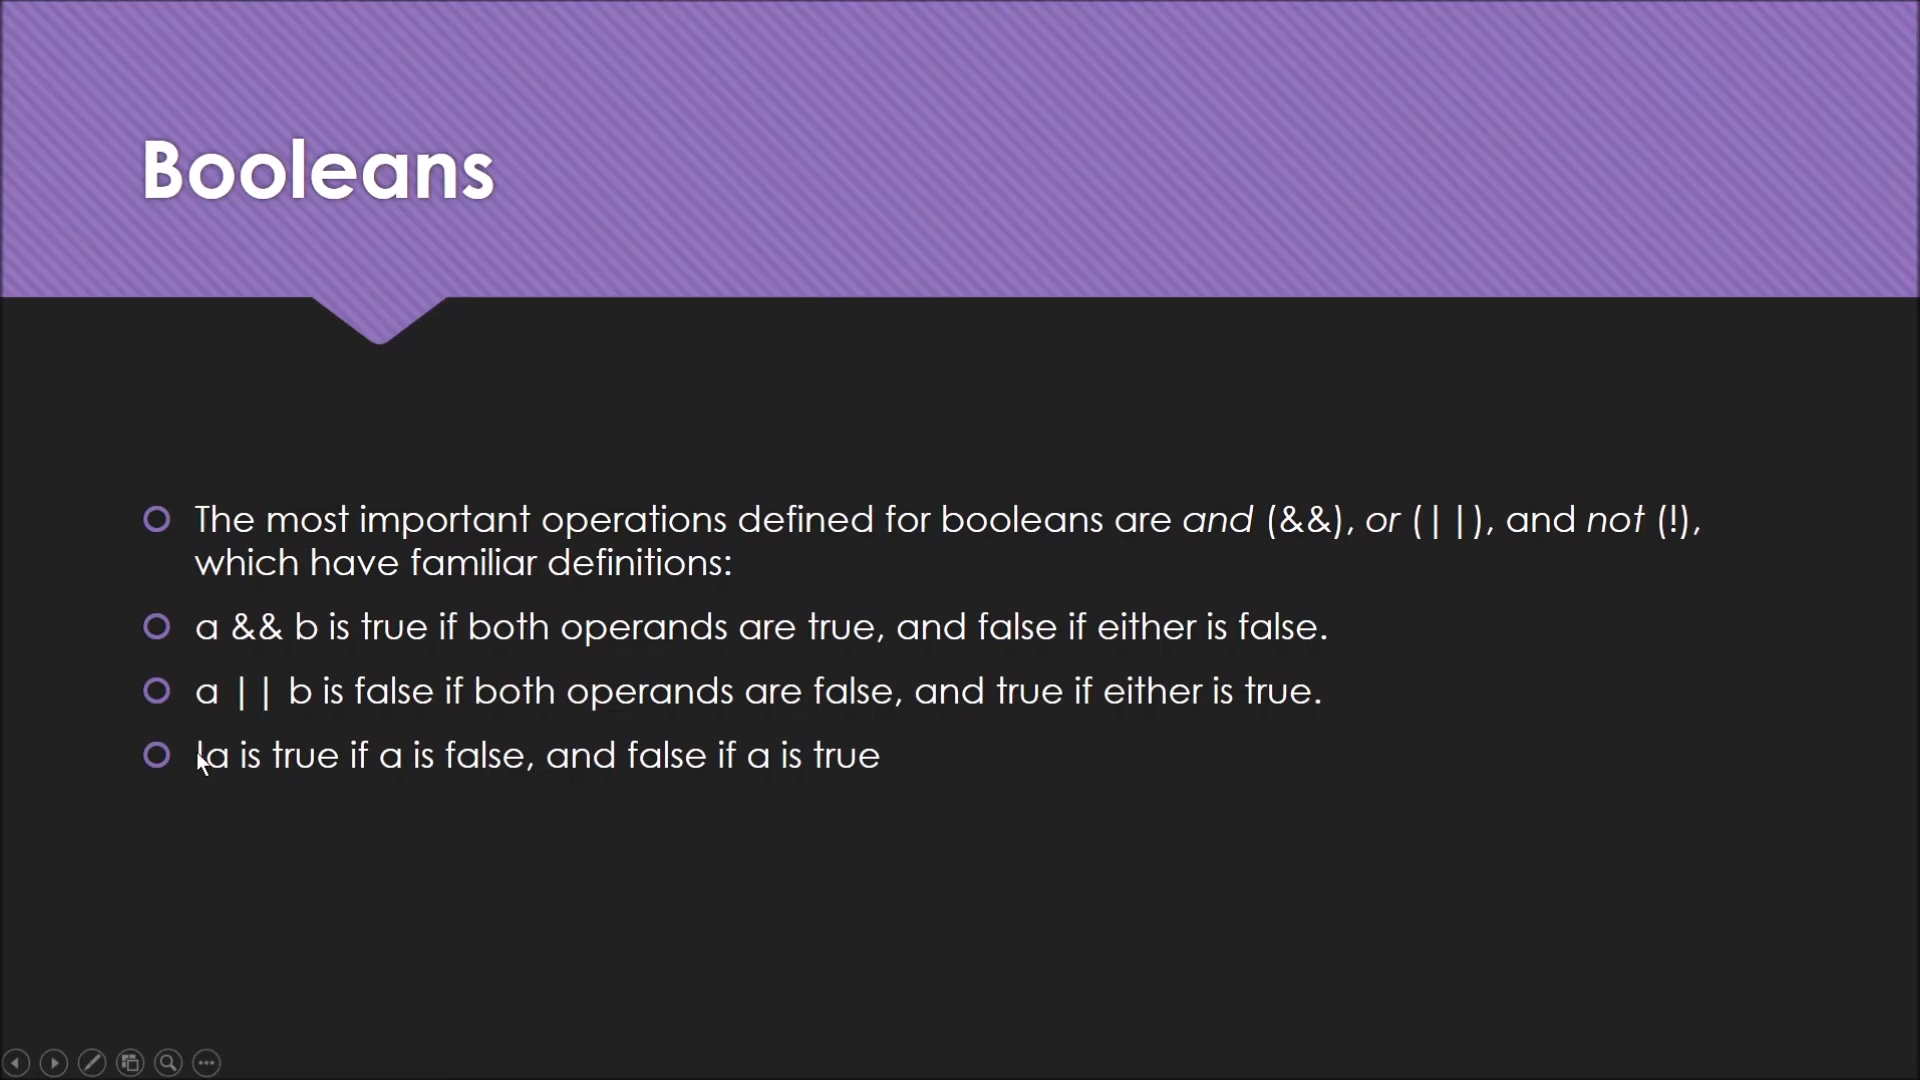 Booleans
The most important operations defined for booleans are and (&&), or (||), and not (!),
which have familiar definitions:
a && b is true if both operands are true, and false if either is false.
a || b is false if both operands are false, and true if either is true.
!a is true if a is false, and false if a is true